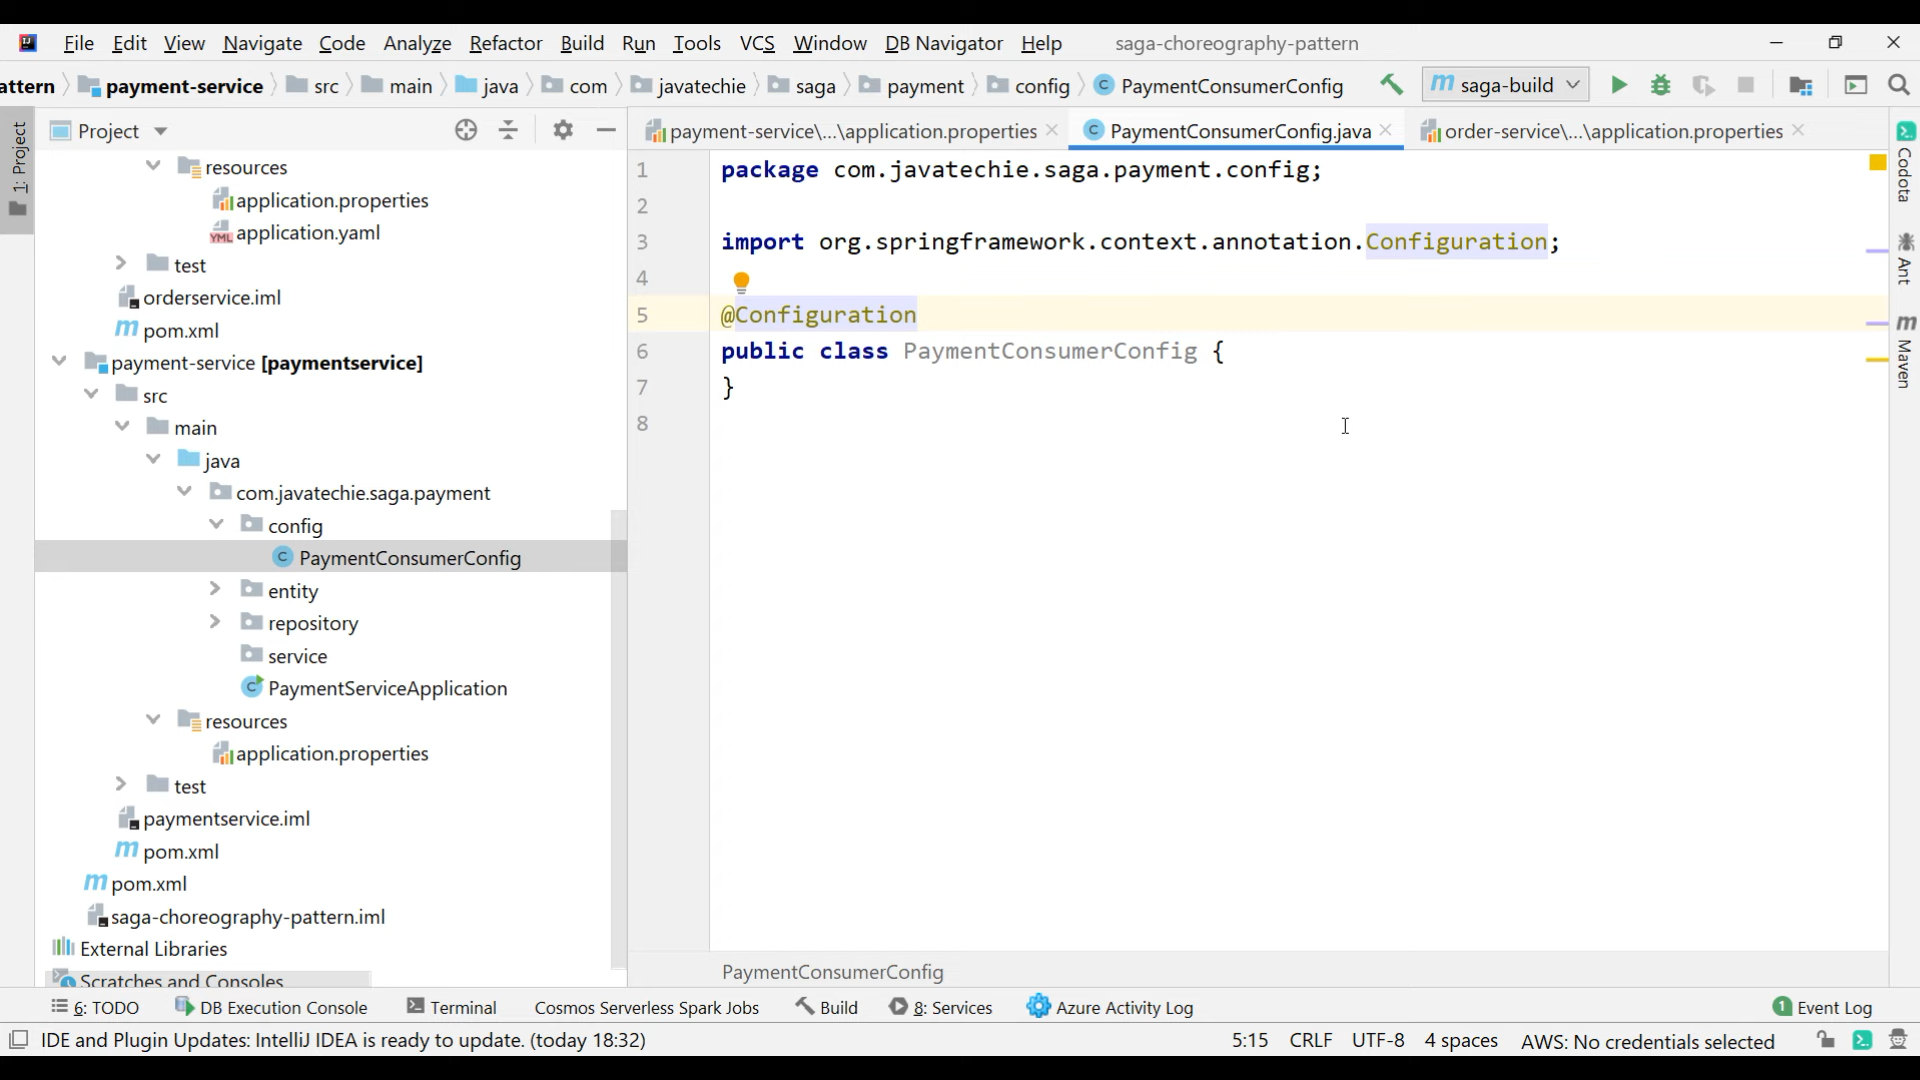 File Edit View Navigate Code Analyze Refactor Build Run Tools VCS Window DB Navigator Help saga-choreography-pattern
attern payment-service src main java com javatechie saga payment config PaymentConsumerConfig saga-build
1: Project
Project
resources
application.properties
application.yaml
test
orderservice.iml
pom.xml
payment-service [paymentservice]
src
main
java
com.javatechie.saga.payment
config
PaymentConsumerConfig
entity
repository
service
PaymentServiceApplication
resources
application.properties
test
paymentservice.iml
pom.xml
pom.xml
saga-choreography-pattern.iml
External Libraries
Scratches and Consoles
payment-service\...\application.properties PaymentConsumerConfig.java order-service\...\application.properties
1 package com.javatechie.saga.payment.config;
2
3 import org.springframework.context.annotation.Configuration;
4
5 @Configuration
6 public class PaymentConsumerConfig {
7 }
8
PaymentConsumerConfig
Codota
Ant
Maven
6: TODO DB Execution Console Terminal Cosmos Serverless Spark Jobs Build 8: Services Azure Activity Log 1 Event Log
IDE and Plugin Updates: IntelliJ IDEA is ready to update. (today 18:32) 5:15 CRLF UTF-8 4 spaces AWS: No credentials selected